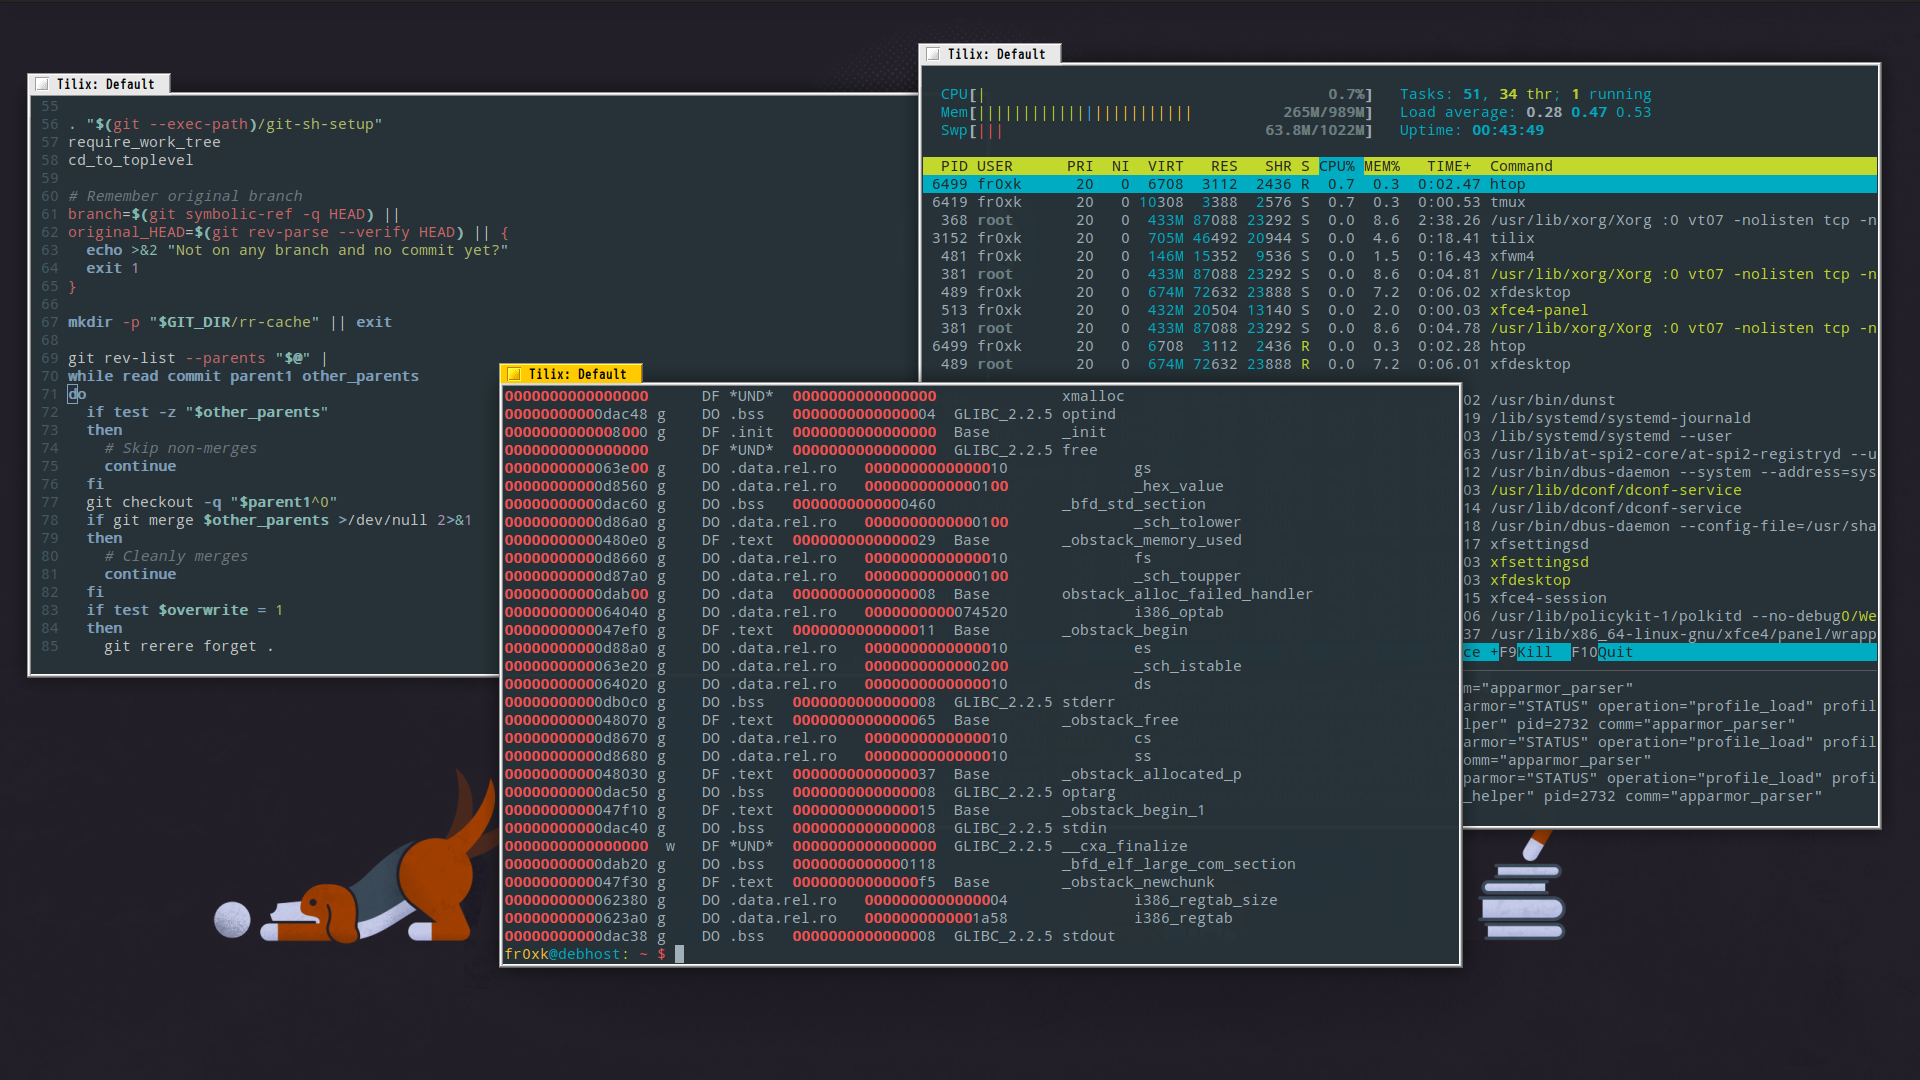 Tilix: Default
55
56 . "$(git --exec-path)/git-sh-setup"
57 require_work_tree
58 cd_to_toplevel
59
60 # Remember original branch
61 branch=$(git symbolic-ref -q HEAD) ||
62 original_HEAD=$(git rev-parse --verify HEAD) || {
63   echo >&2 "Not on any branch and no commit yet?"
64   exit 1
65 }
66
67 mkdir -p "$GIT_DIR/rr-cache" || exit
68
69 git rev-list --parents "$@" |
70 while read commit parent1 other_parents
71 do
72   if test -z "$other_parents"
73   then
74     # Skip non-merges
75     continue
76   fi
77   git checkout -q "$parent1^0"
78   if git merge $other_parents >/dev/null 2>&1
79   then
80     # Cleanly merges
81     continue
82   fi
83   if test $overwrite = 1
84   then
85     git rerere forget .
Tilix: Default
CPU[| 0.7%] Tasks: 51, 34 thr; 1 running
Mem[|||||||||||||||||||||||| 265M/989M] Load average: 0.28 0.47 0.53
Swp[||| 63.8M/1022M] Uptime: 00:43:49
PID USER PRI NI VIRT RES SHR S CPU% MEM% TIME+ Command
6499 fr0xk 20 0 6708 3112 2436 R 0.7 0.3 0:02.47 htop
6419 fr0xk 20 0 10308 3388 2576 S 0.7 0.3 0:00.53 tmux
368 root 20 0 433M 87088 23292 S 0.0 8.6 2:38.26 /usr/lib/xorg/Xorg :0 vt07 -nolisten tcp -n
3152 fr0xk 20 0 705M 46492 20944 S 0.0 4.6 0:18.41 tilix
481 fr0xk 20 0 146M 15352 9536 S 0.0 1.5 0:16.43 xfwm4
381 root 20 0 433M 87088 23292 S 0.0 8.6 0:04.81 /usr/lib/xorg/Xorg :0 vt07 -nolisten tcp -n
489 fr0xk 20 0 674M 72632 23888 S 0.0 7.2 0:06.02 xfdesktop
513 fr0xk 20 0 432M 20504 13140 S 0.0 2.0 0:00.03 xfce4-panel
381 root 20 0 433M 87088 23292 S 0.0 8.6 0:04.78 /usr/lib/xorg/Xorg :0 vt07 -nolisten tcp -n
6499 fr0xk 20 0 6708 3112 2436 R 0.0 0.3 0:02.28 htop
489 root 20 0 674M 72632 23888 R 0.0 7.2 0:06.01 xfdesktop
02 /usr/bin/dunst
19 /lib/systemd/systemd-journald
03 /lib/systemd/systemd --user
63 /usr/lib/at-spi2-core/at-spi2-registryd --u
12 /usr/bin/dbus-daemon --system --address=sys
03 /usr/lib/dconf/dconf-service
14 /usr/lib/dconf/dconf-service
18 /usr/bin/dbus-daemon --config-file=/usr/sha
17 xfsettingsd
03 xfsettingsd
03 xfdesktop
15 xfce4-session
06 /usr/lib/policykit-1/polkitd --no-debug0/We
37 /usr/lib/x86_64-linux-gnu/xfce4/panel/wrapp
ce +F9Kill  F10Quit
m="apparmor_parser"
armor="STATUS" operation="profile_load" profil
lper" pid=2732 comm="apparmor_parser"
armor="STATUS" operation="profile_load" profil
omm="apparmor_parser"
parmor="STATUS" operation="profile_load" profi
_helper" pid=2732 comm="apparmor_parser"
Tilix: Default
0000000000000000 DF *UND* 0000000000000000 xmalloc
00000000000dac48 g DO .bss 0000000000000004 GLIBC_2.2.5 optind
0000000000008000 g DF .init 0000000000000000 Base _init
0000000000000000 DF *UND* 0000000000000000 GLIBC_2.2.5 free
0000000000063e00 g DO .data.rel.ro 0000000000000010 gs
00000000000d8560 g DO .data.rel.ro 0000000000000100 _hex_value
00000000000dac60 g DO .bss 0000000000000460 _bfd_std_section
00000000000d86a0 g DO .data.rel.ro 0000000000000100 _sch_tolower
00000000000480e0 g DF .text 0000000000000029 Base _obstack_memory_used
00000000000d8660 g DO .data.rel.ro 0000000000000010 fs
00000000000d87a0 g DO .data.rel.ro 0000000000000100 _sch_toupper
00000000000dab00 g DO .data 0000000000000008 Base obstack_alloc_failed_handler
0000000000064040 g DO .data.rel.ro 0000000000074520 i386_optab
0000000000047ef0 g DF .text 0000000000000011 Base _obstack_begin
00000000000d88a0 g DO .data.rel.ro 0000000000000010 es
0000000000063e20 g DO .data.rel.ro 0000000000000200 _sch_istable
0000000000064020 g DO .data.rel.ro 0000000000000010 ds
00000000000db0c0 g DO .bss 0000000000000008 GLIBC_2.2.5 stderr
0000000000048070 g DF .text 0000000000000065 Base _obstack_free
00000000000d8670 g DO .data.rel.ro 0000000000000010 cs
00000000000d8680 g DO .data.rel.ro 0000000000000010 ss
0000000000048030 g DF .text 0000000000000037 Base _obstack_allocated_p
00000000000dac50 g DO .bss 0000000000000008 GLIBC_2.2.5 optarg
0000000000047f10 g DF .text 0000000000000015 Base _obstack_begin_1
00000000000dac40 g DO .bss 0000000000000008 GLIBC_2.2.5 stdin
0000000000000000 w DF *UND* 0000000000000000 GLIBC_2.2.5 __cxa_finalize
00000000000dab20 g DO .bss 0000000000000118 _bfd_elf_large_com_section
0000000000047f30 g DF .text 00000000000000f5 Base _obstack_newchunk
0000000000062380 g DO .data.rel.ro 0000000000000004 i386_regtab_size
00000000000623a0 g DO .data.rel.ro 0000000000001a58 i386_regtab
00000000000dac38 g DO .bss 0000000000000008 GLIBC_2.2.5 stdout
fr0xk@debhost: ~ $